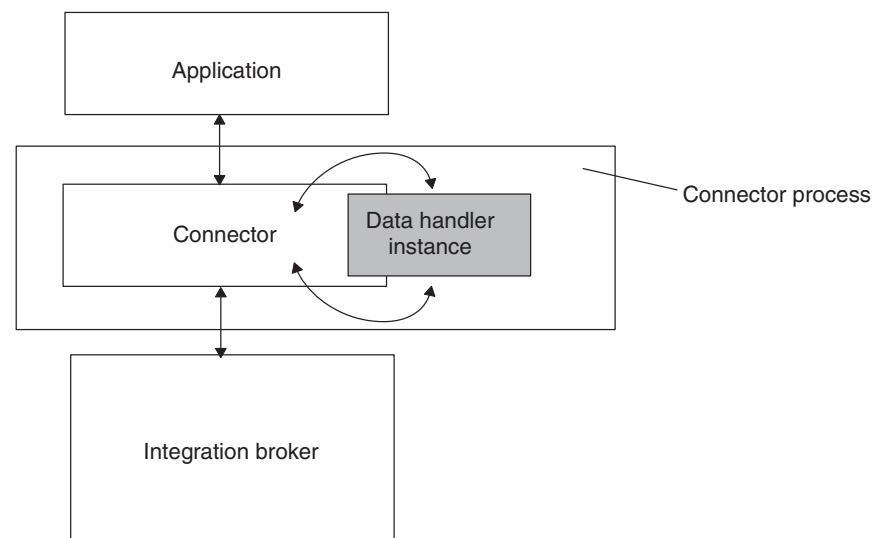 Application
Connector process
Connector
Data handler
instance
Integration broker